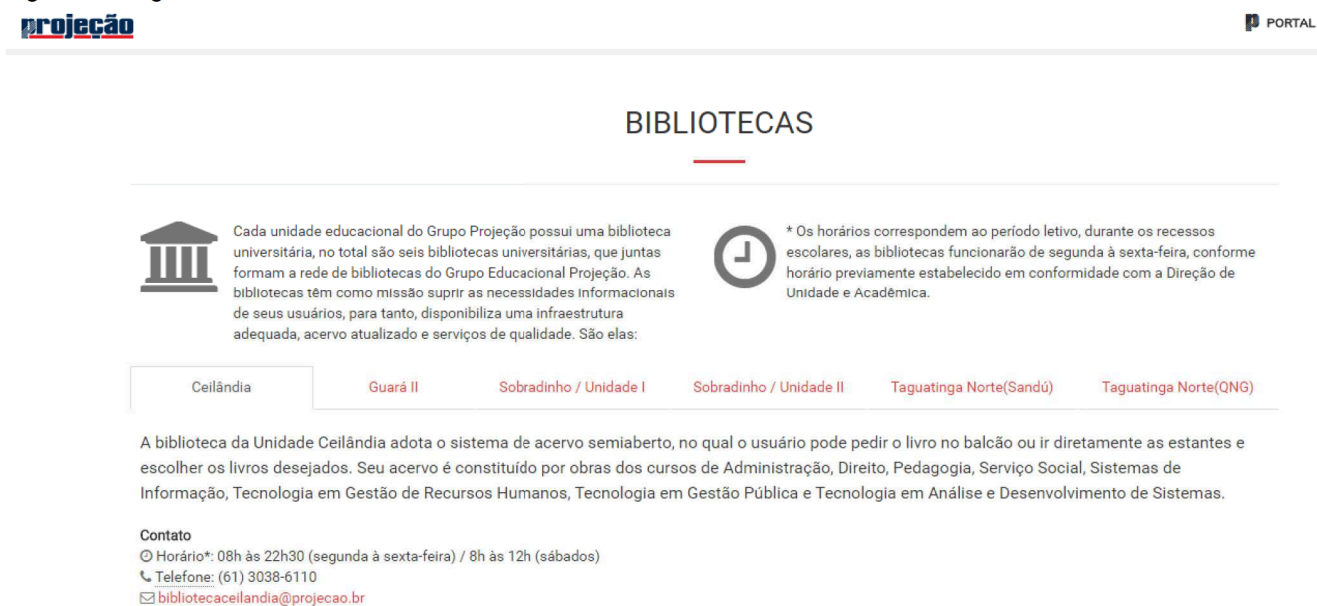 projeção
PORTAL
BIBLIOTECAS
Cada unidade educacional do Grupo Projeção possui uma biblioteca
universitária, no total são seis bibliotecas universitárias, que juntas
formam a rede de bibliotecas do Grupo Educacional Projeção. As
bibliotecas têm como missão suprir as necessidades informacionais
de seus usuários, para tanto, disponibiliza uma infraestrutura
adequada, acervo atualizado e serviços de qualidade. São elas:
* Os horários correspondem ao período letivo, durante os recessos
escolares, as bibliotecas funcionarão de segunda à sexta-feira, conforme
horário previamente estabelecido em conformidade com a Direção de
Unidade e Acadêmica.
Ceilândia
Guará II
Sobradinho / Unidade I
Sobradinho / Unidade II
Taguatinga Norte(Sandú)
Taguatinga Norte(QNG)
A biblioteca da Unidade Ceilândia adota o sistema de acervo semiaberto, no qual o usuário pode pedir o livro no balcão ou ir diretamente as estantes e
escolher os livros desejados. Seu acervo é constituído por obras dos cursos de Administração, Direito, Pedagogia, Serviço Social, Sistemas de
Informação, Tecnologia em Gestão de Recursos Humanos, Tecnologia em Gestão Pública e Tecnologia em Análise e Desenvolvimento de Sistemas.
Contato
Horário*: 08h às 22h30 (segunda à sexta-feira) / 8h às 12h (sábados)
Telefone: (61) 3038-6110
bibliotecaceilandia@projecao.br